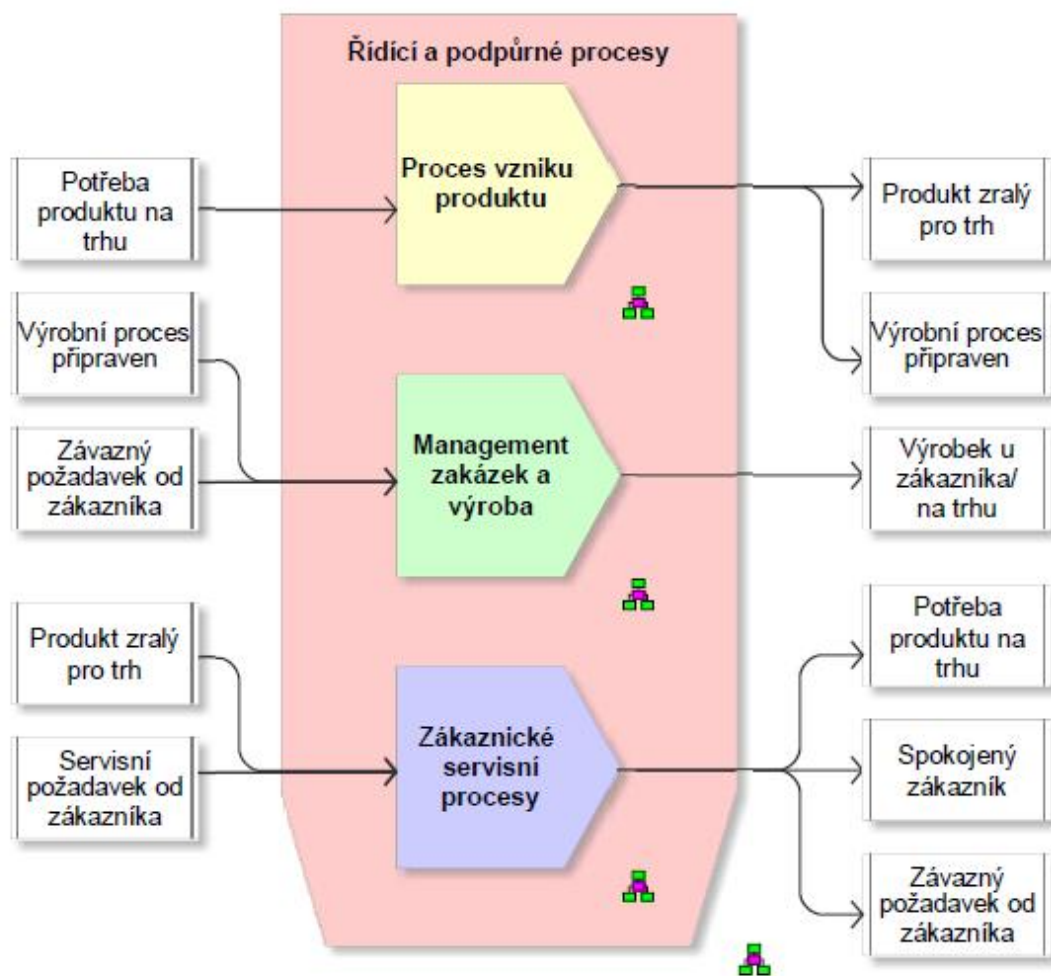 Řídící a podpůrné procesy
Proces vzniku
produktu
Potřeba
produktu na
trhu
Produkt zralý
pro trh
Výrobní proces
připraven
Výrobní proces
připraven
Management
zakázek a
výroba
Závazný
požadavek od
zákazníka
Výrobek u
zákazníka/
na trhu
Produkt zralý
pro trh
Potřeba
produktu na
trhu
Zákaznické
servisní
procesy
Servisní
požadavek od
zákazníka
Spokojený
zákazník
Závazný
požadavek od
zákazníka